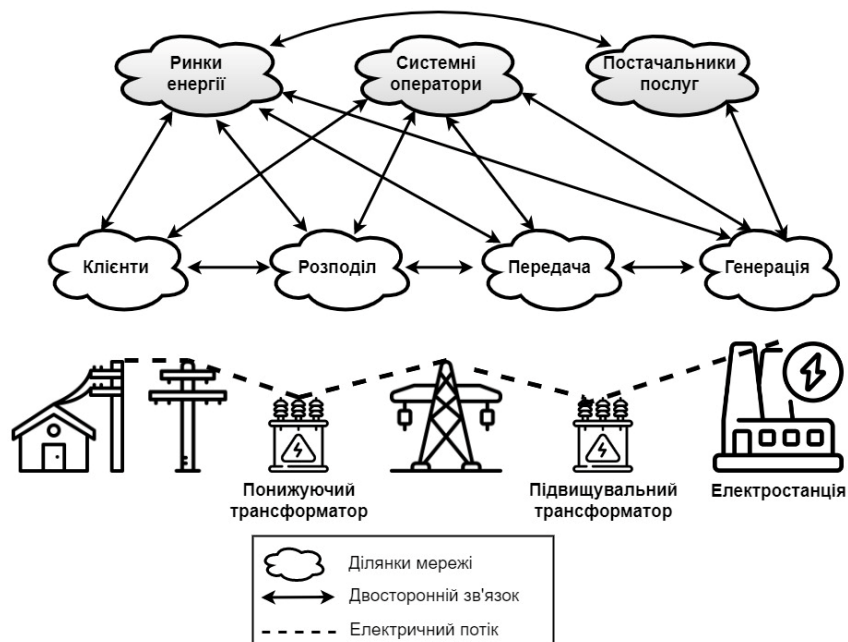 Ринки
енергії
Системні
оператори
Постачальники
послуг
Клієнти
Розподіл
Передача
Генерація
Понижуючий
трансформатор
Підвищувальний
трансформатор
Електростанція
Ділянки мережі
Двосторонній зв'язок
Електричний потік